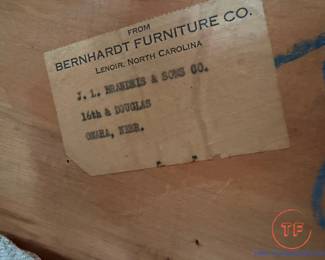 FROM
BERNHARDT FURNITURE CO.
LENOIR, NORTH CAROLINA
J. L. BRANDEIS & SONS CO.
16th & DOUGLAS
OMAHA, NEBR.
TF